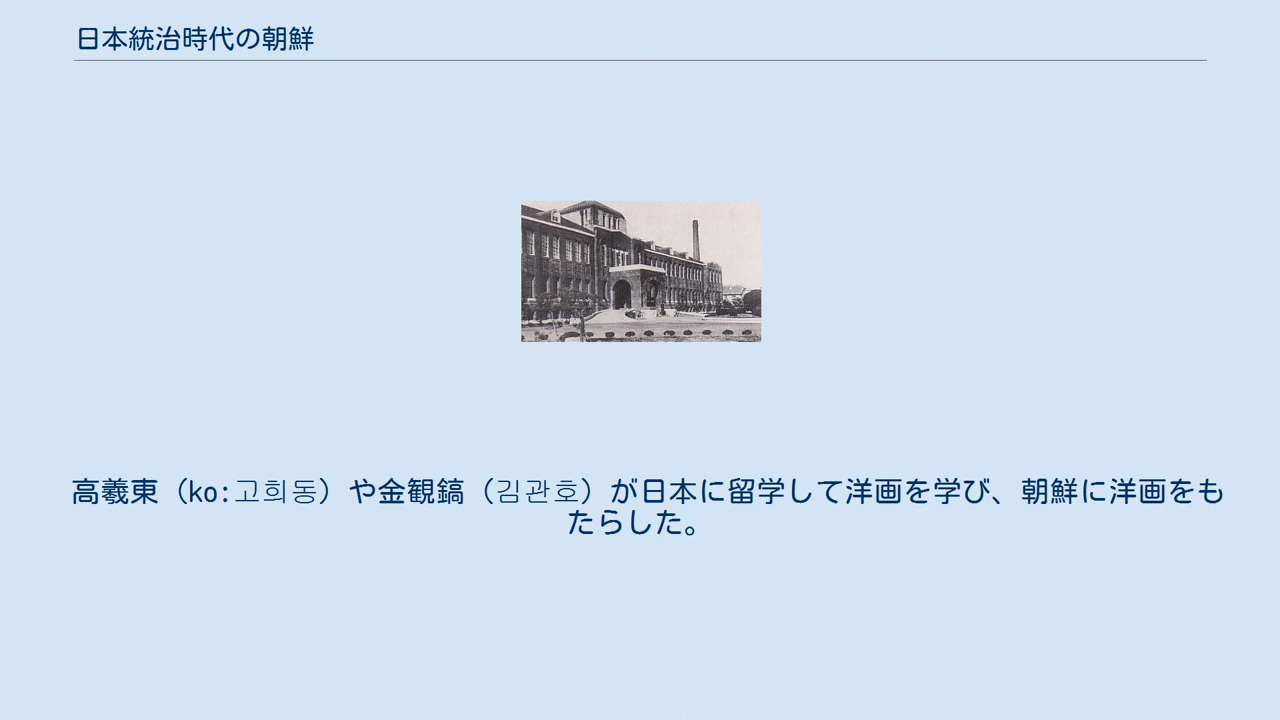 日本統治時代の朝鮮
高羲東（ko:고희동）や金観鎬（김관호）が日本に留学して洋画を学び、朝鮮に洋画をも
たらした。